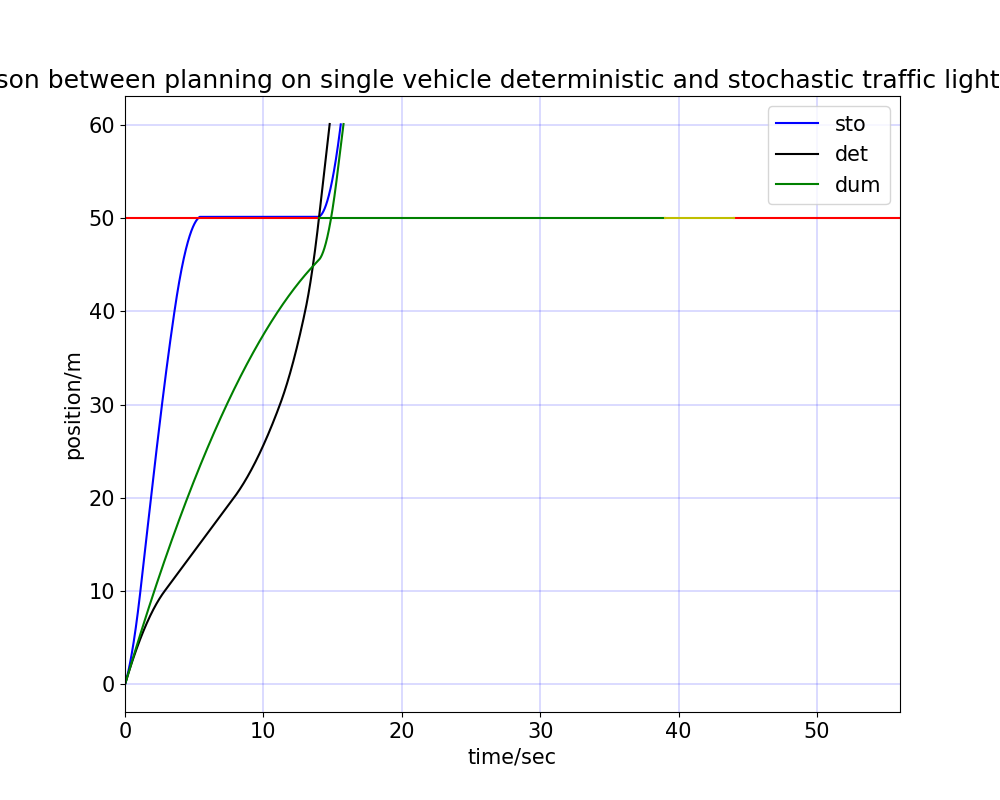 son between planning on single vehicle deterministic and stochastic traffic light
sto
det
dum
60
50
40
30
20
10
0
position/m
0 10 20 30 40 50
time/sec